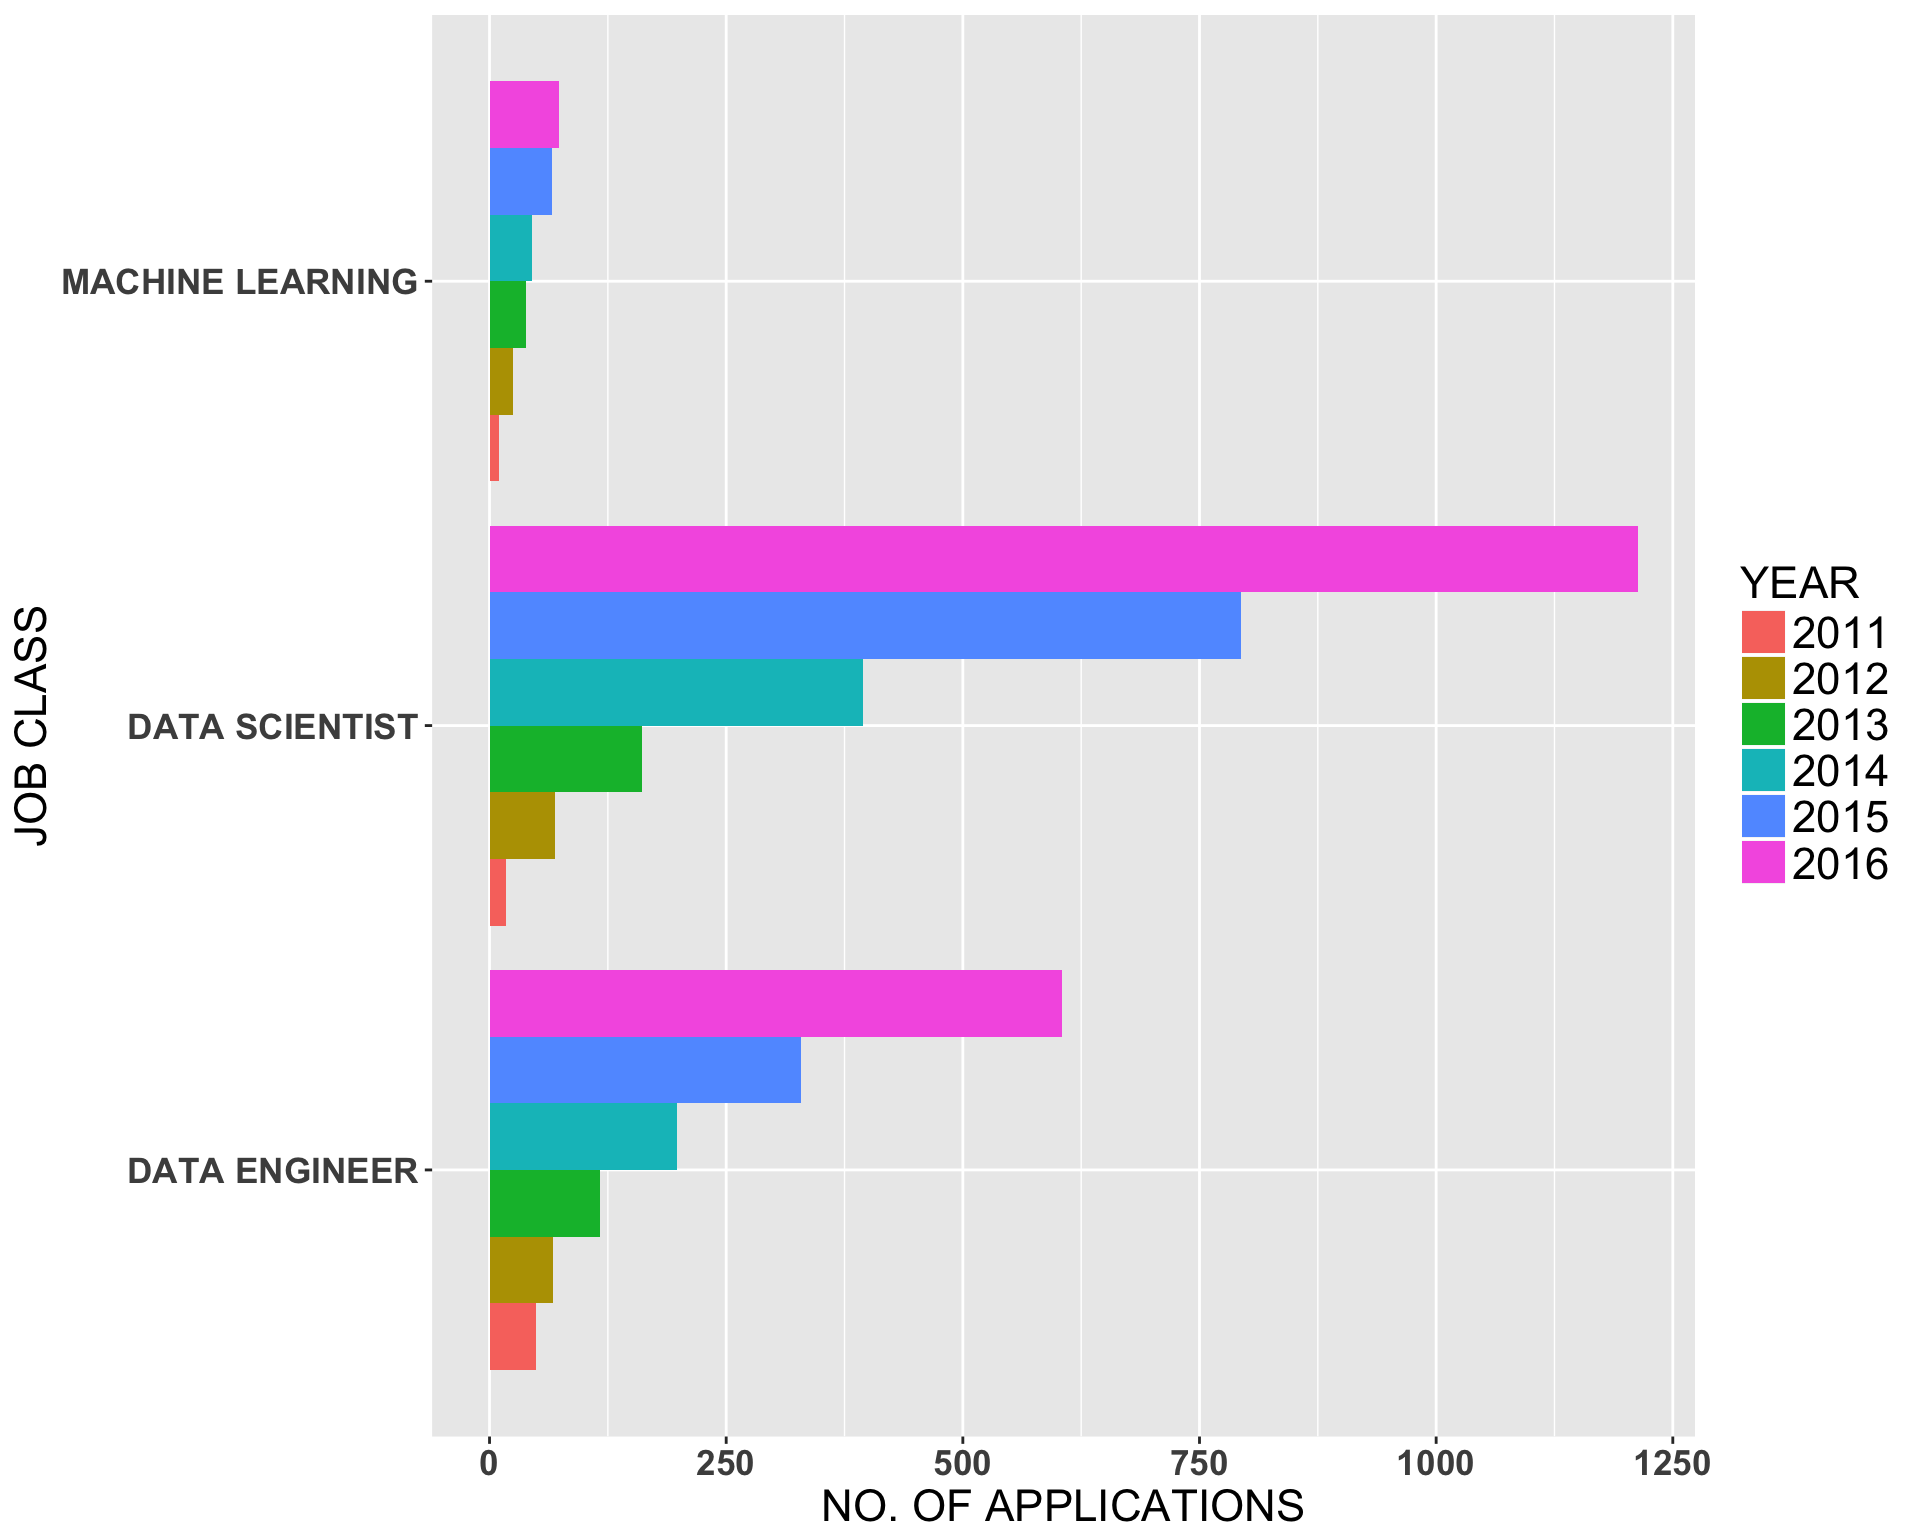 MACHINE LEARNING
DATA SCIENTIST
DATA ENGINEER
JOB CLASS
0 250 500 750 1000 1250
NO. OF APPLICATIONS
YEAR
2011
2012
2013
2014
2015
2016